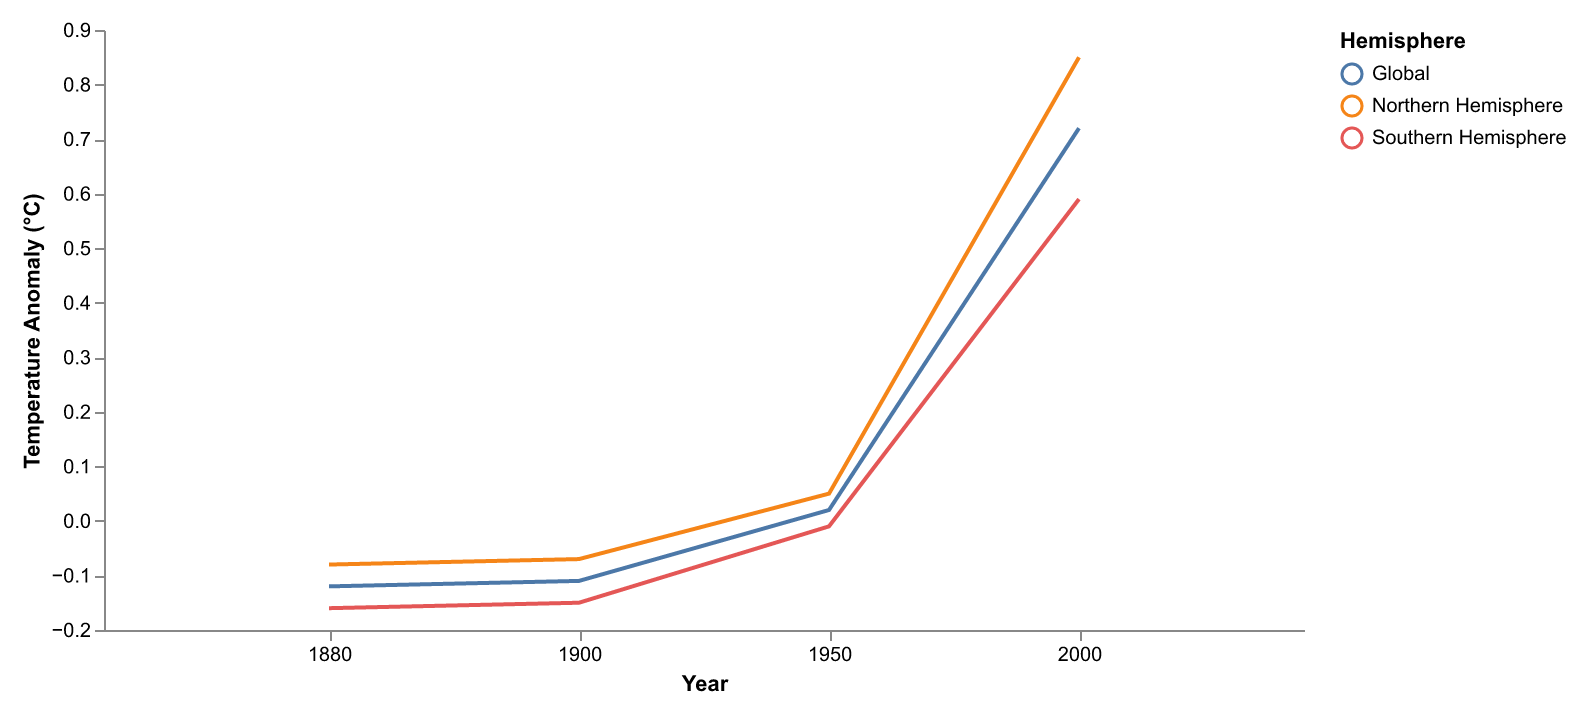 0.9
0.8
0.7
0.6
0.5
0.4
0.3
0.2
0.1
0.0
−0.1
−0.2
Temperature Anomaly (°C)
1880 1900 1950 2000
Year
Hemisphere
Global
Northern Hemisphere
Southern Hemisphere